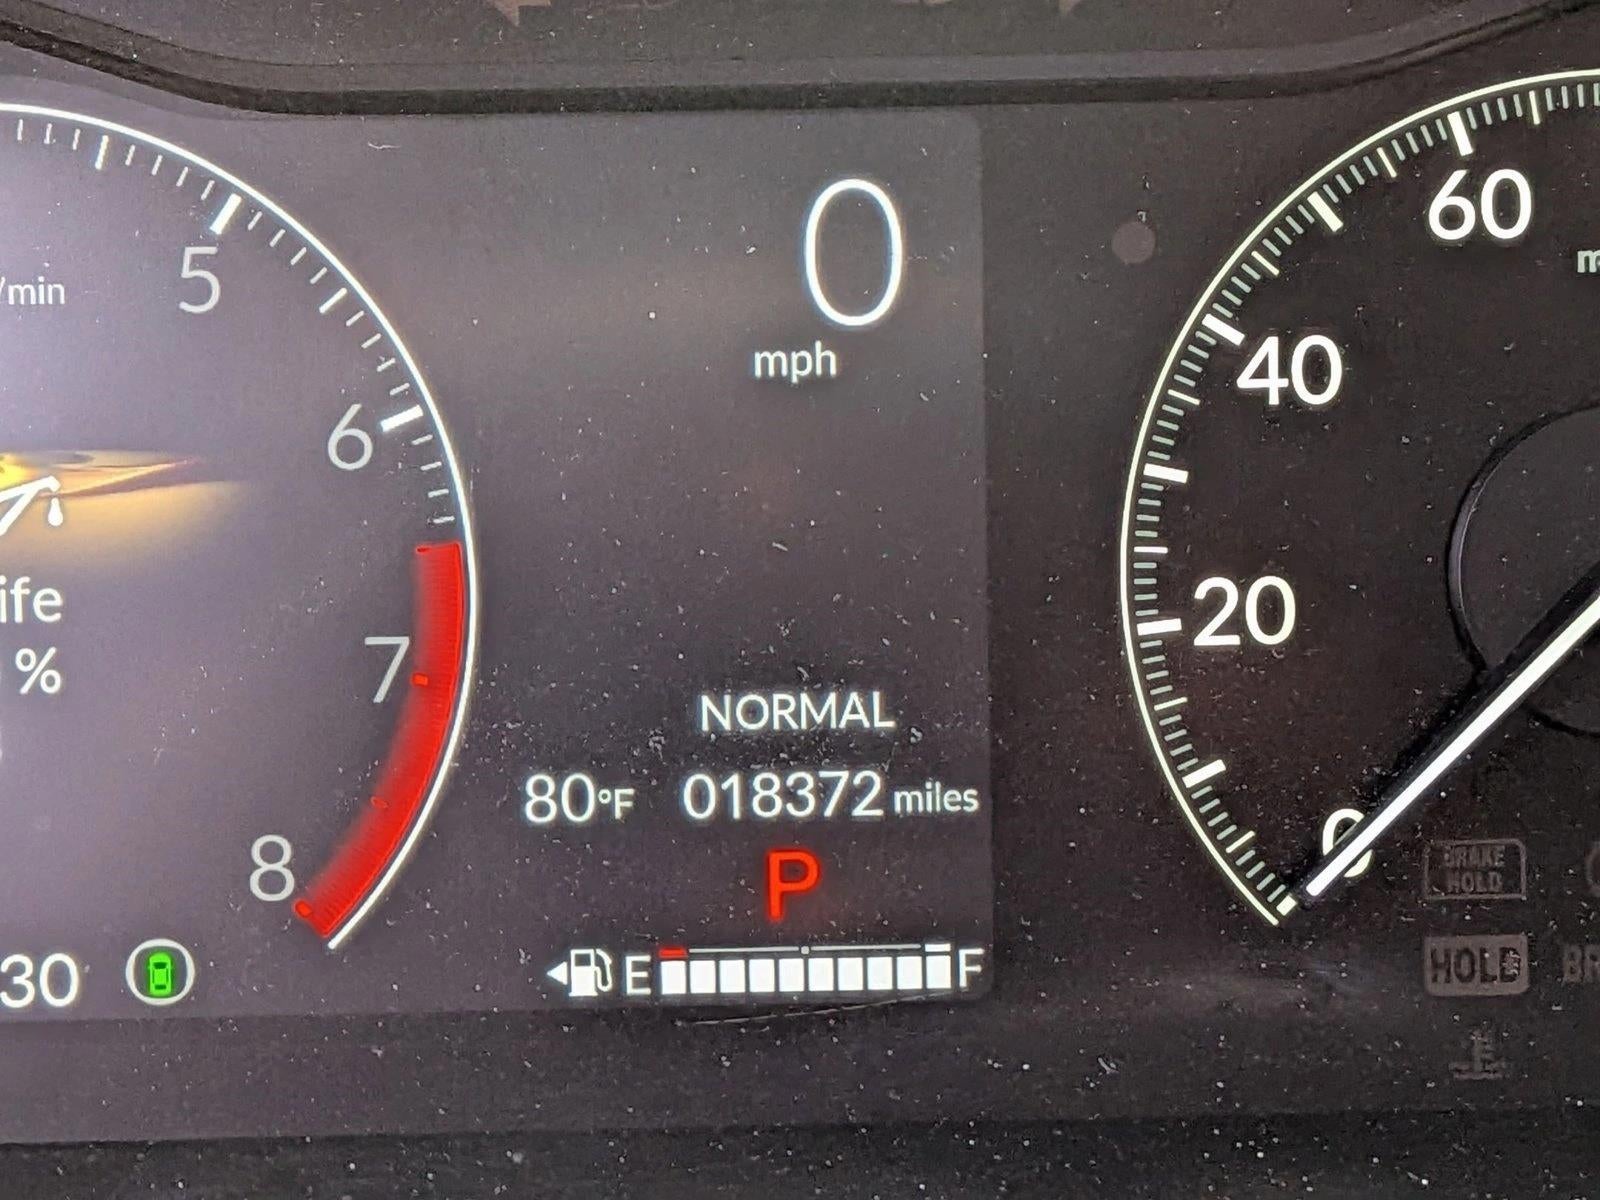 0
mph
5
/min
6
ife
%
7
8
30
NORMAL
80°F 018372 miles
P
E F
60
40
20
0
BRAKE
HOLD
HOLD
BR